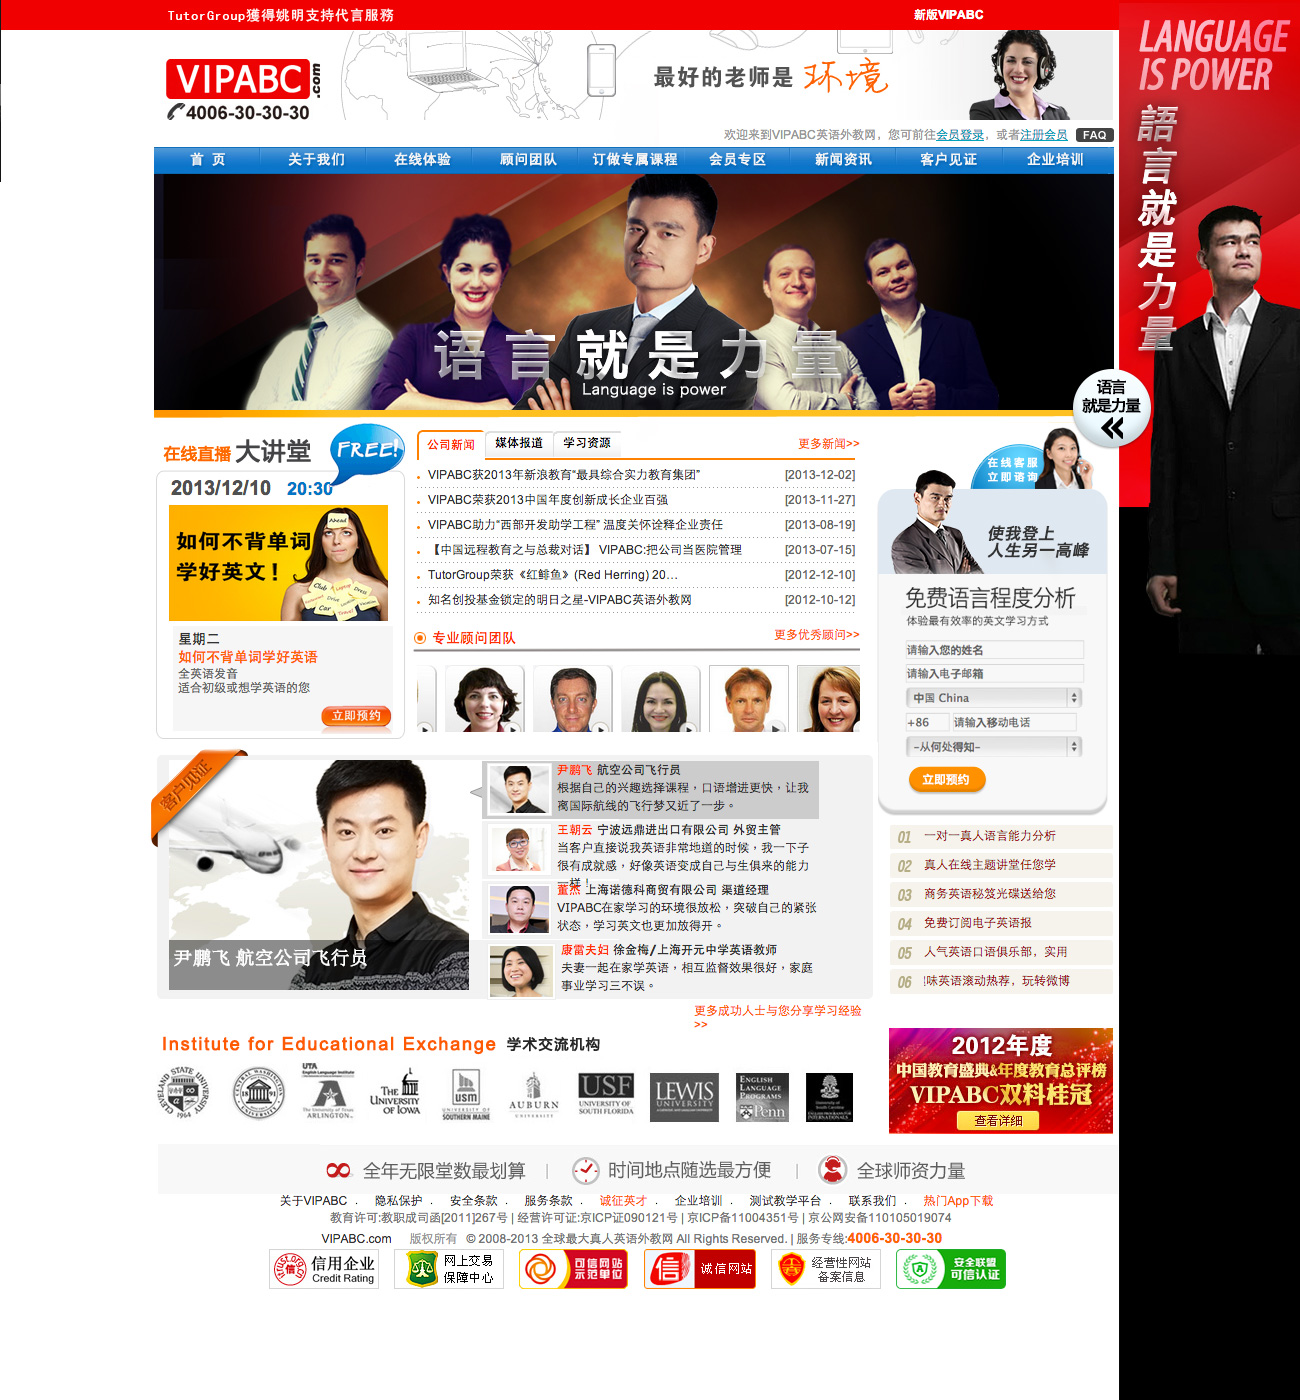 TutorGroup獲得姚明支持代言服務
新版VIPABC
LANGUAGE
IS POWER
語言就是力量
VIPABC.com
4006-30-30-30
最好的老师是 环境
欢迎来到VIPABC英语外教网，您可前往会员登录，或者注册会员
FAQ
首 页
关于我们
在线体验
顾问团队
订做专属课程
会员专区
新闻资讯
客户见证
企业培训
语言就是力量
Language is power
语言
就是力量
在线直播 大讲堂
FREE!
2013/12/10 20:30
如何不背单词
学好英文！
Ahead
Club
Laptop
Desk
Drive
Car
Travel
星期二
如何不背单词学好英语
全英语发音
适合初级或想学英语的您
立即预约
公司新闻
媒体报道
学习资源
更多新闻>>
VIPABC获2013年新浪教育“最具综合实力教育集团” [2013-12-02]
VIPABC荣获2013中国年度创新成长企业百强 [2013-11-27]
VIPABC助力“西部开发助学工程” 温度关怀诠释企业责任 [2013-08-19]
【中国远程教育之与总裁对话】 VIPABC:把公司当医院管理 [2013-07-15]
TutorGroup荣获《红鲱鱼》(Red Herring) 20… [2012-12-10]
知名创投基金锁定的明日之星-VIPABC英语外教网 [2012-10-12]
专业顾问团队
更多优秀顾问>>
在线客服
立即咨询
使我登上
人生另一高峰
免费语言程度分析
体验最有效率的英文学习方式
请输入您的姓名
请输入电子邮箱
中国 China
+86
请输入移动电话
-从何处得知-
立即预约
客户见证
尹鹏飞 航空公司飞行员
尹鹏飞 航空公司飞行员
根据自己的兴趣选择课程，口语增进更快，让我
离国际航线的飞行梦又近了一步。
王朝云 宁波远鼎进出口有限公司 外贸主管
当客户直接说我英语非常地道的时候，我一下子
很有成就感，好像英语变成自己与生俱来的能力
一样！
董杰 上海诺德科商贸有限公司 渠道经理
VIPABC在家学习的环境很放松，突破自己的紧张
状态，学习英文也更加放得开。
康雷夫妇 徐金梅/上海开元中学英语教师
夫妻一起在家学英语，相互监督效果很好，家庭
事业学习三不误。
更多成功人士与您分享学习经验
>>
01 一对一真人语言能力分析
02 真人在线主题讲堂任您学
03 商务英语秘笈光碟送给您
04 免费订阅电子英语报
05 人气英语口语俱乐部，实用
06 味英语滚动热荐，玩转微博
Institute for Educational Exchange 学术交流机构
CLEVELAND STATE UNIVERSITY
1964
CENTRAL WASHINGTON UNIVERSITY
1891
UTA
English Language Institute
The University of Texas
ARLINGTON
THE
UNIVERSITY
OF IOWA
usm
UNIVERSITY OF
SOUTHERN MAINE
AUBURN
UNIVERSITY
USF
UNIVERSITY OF
SOUTH FLORIDA
LEWIS
UNIVERSITY
ENGLISH
LANGUAGE
PROGRAMS
Penn
University of
South Carolina
2012年度
中国教育盛典&年度教育总评榜
VIPABC双料桂冠
查看详细
全年无限堂数最划算 | 时间地点随选最方便 | 全球师资力量
关于VIPABC . 隐私保护 . 安全条款 . 服务条款 . 诚征英才 . 企业培训 . 测试教学平台 . 联系我们 . 热门App下载
教育许可:教职成司函[2011]267号 | 经营许可证:京ICP证090121号 | 京ICP备11004351号 | 京公网安备110105019074
VIPABC.com 版权所有 © 2008-2013 全球最大真人英语外教网 All Rights Reserved. | 服务专线:4006-30-30-30
信用企业
Credit Rating
网上交易
保障中心
可信网站
示范单位
诚信网站
经营性网站
备案信息
安全联盟
可信认证